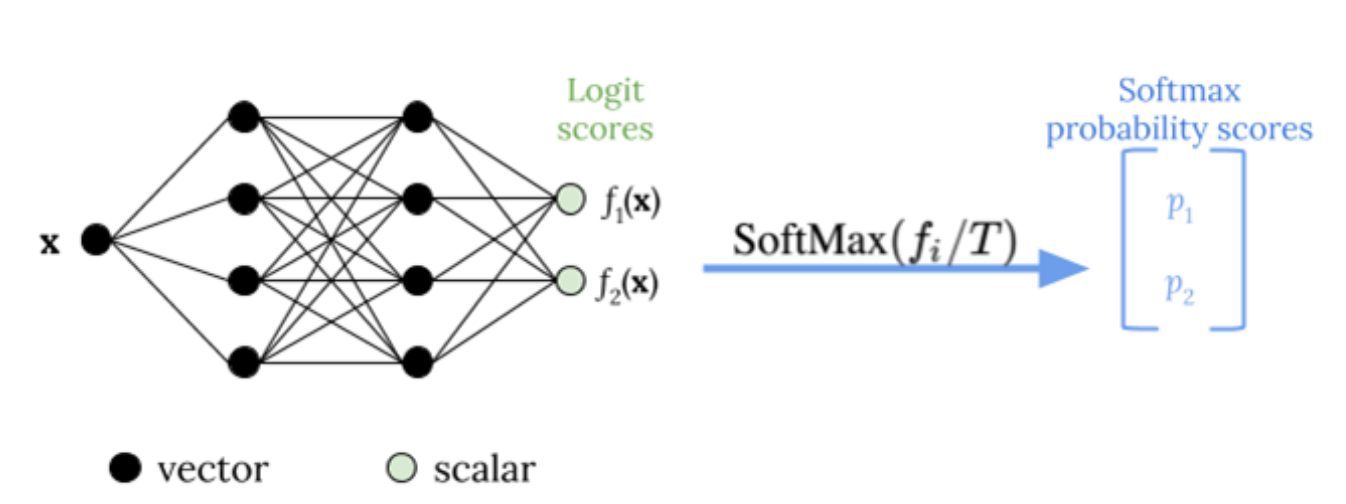 Logit
scores
Softmax
probability scores
x
f₁(x)
f₂(x)
SoftMax(fᵢ/T)
p₁
p₂
vector
scalar